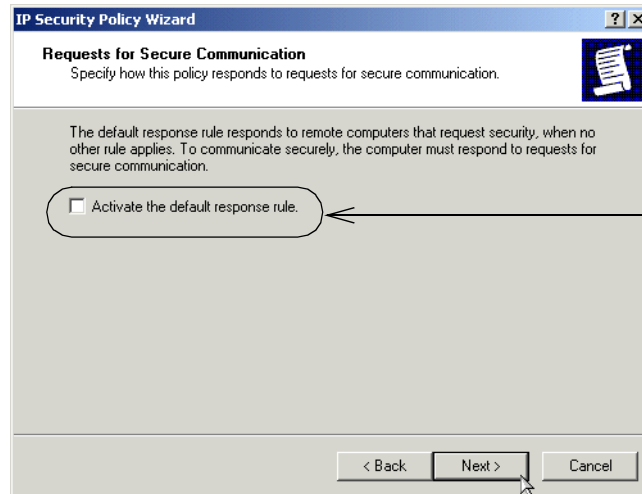 IP Security Policy Wizard
Requests for Secure Communication
Specify how this policy responds to requests for secure communication.
The default response rule responds to remote computers that request security, when no
other rule applies. To communicate securely, the computer must respond to requests for
secure communication.
Activate the default response rule.
< Back
Next >
Cancel